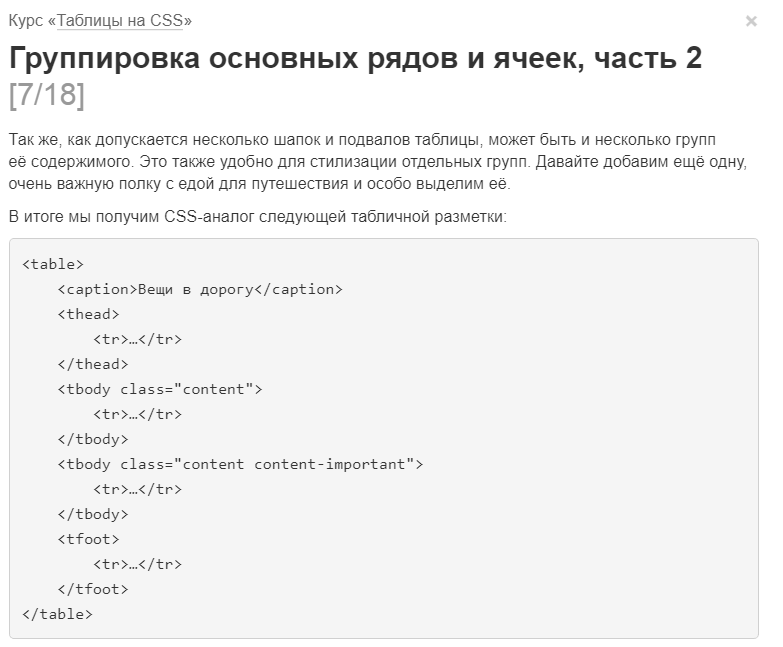 Курс «Таблицы на CSS»
×
Группировка основных рядов и ячеек, часть 2
[7/18]
Так же, как допускается несколько шапок и подвалов таблицы, может быть и несколько групп
её содержимого. Это также удобно для стилизации отдельных групп. Давайте добавим ещё одну,
очень важную полку с едой для путешествия и особо выделим её.
В итоге мы получим CSS-аналог следующей табличной разметки:
<table>
    <caption>Вещи в дорогу</caption>
    <thead>
        <tr>…</tr>
    </thead>
    <tbody class="content">
        <tr>…</tr>
    </tbody>
    <tbody class="content content-important">
        <tr>…</tr>
    </tbody>
    <tfoot>
        <tr>…</tr>
    </tfoot>
</table>